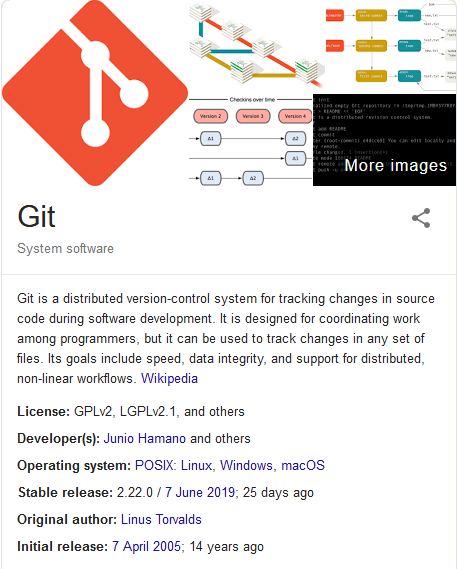 Checkins over time
Version 2
Version 3
Version 4
Δ1
Δ2
Δ1
Δ1
Δ2
More images
Git
System software
Git is a distributed version-control system for tracking changes in source
code during software development. It is designed for coordinating work
among programmers, but it can be used to track changes in any set of
files. Its goals include speed, data integrity, and support for distributed,
non-linear workflows. Wikipedia
License: GPLv2, LGPLv2.1, and others
Developer(s): Junio Hamano and others
Operating system: POSIX: Linux, Windows, macOS
Stable release: 2.22.0 / 7 June 2019; 25 days ago
Original author: Linus Torvalds
Initial release: 7 April 2005; 14 years ago